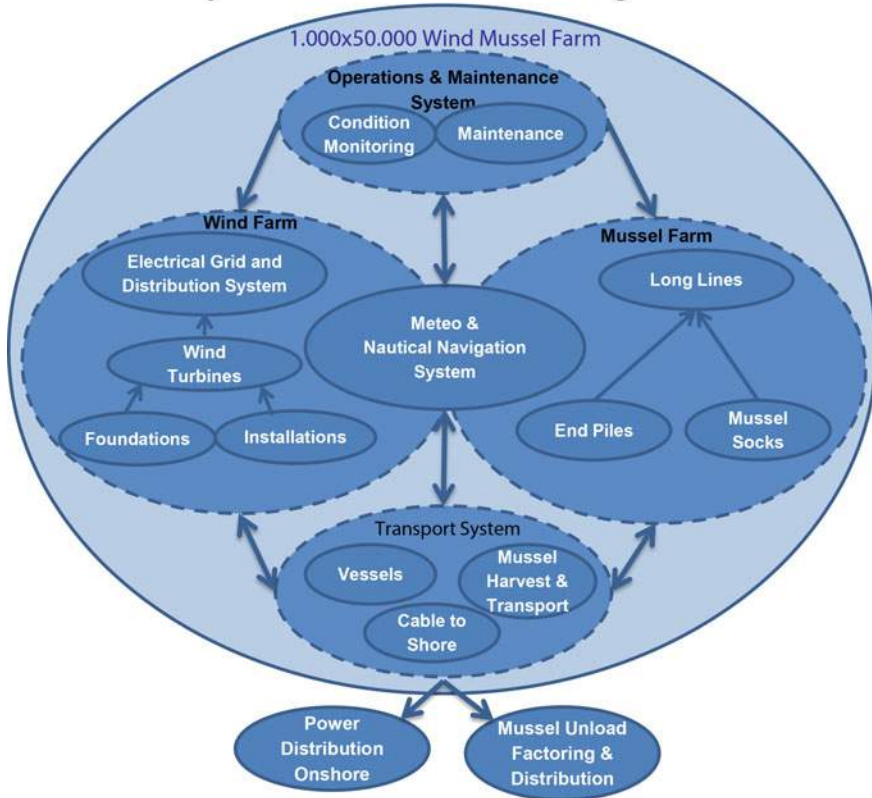 1.000x50.000 Wind Mussel Farm
Operations & Maintenance
System
Condition
Monitoring
Maintenance
Wind Farm
Electrical Grid and
Distribution System
Wind
Turbines
Foundations
Installations
Meteo &
Nautical Navigation
System
Mussel Farm
Long Lines
End Piles
Mussel
Socks
Transport System
Vessels
Mussel
Harvest &
Transport
Cable to
Shore
Power
Distribution
Onshore
Mussel Unload
Factoring &
Distribution